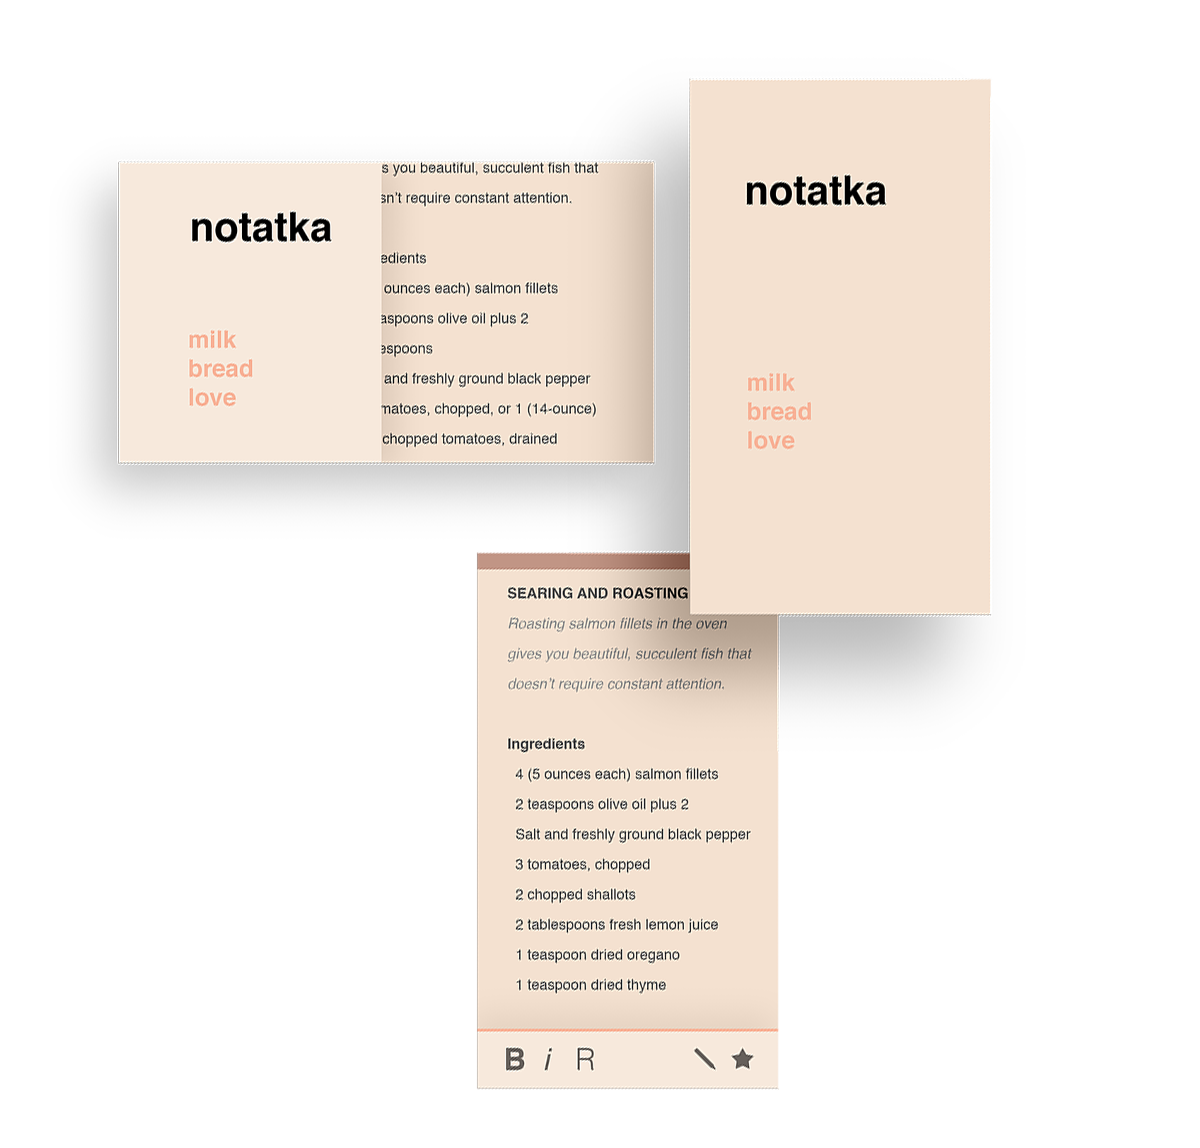 notatka
milk
bread
love
s you beautiful, succulent fish that
sn't require constant attention.
edients
ounces each) salmon fillets
aspoons olive oil plus 2
espoons
and freshly ground black pepper
matoes, chopped, or 1 (14-ounce)
chopped tomatoes, drained
notatka
milk
bread
love
SEARING AND ROASTING
Roasting salmon fillets in the oven
gives you beautiful, succulent fish that
doesn't require constant attention.
Ingredients
4 (5 ounces each) salmon fillets
2 teaspoons olive oil plus 2
Salt and freshly ground black pepper
3 tomatoes, chopped
2 chopped shallots
2 tablespoons fresh lemon juice
1 teaspoon dried oregano
1 teaspoon dried thyme
B i R